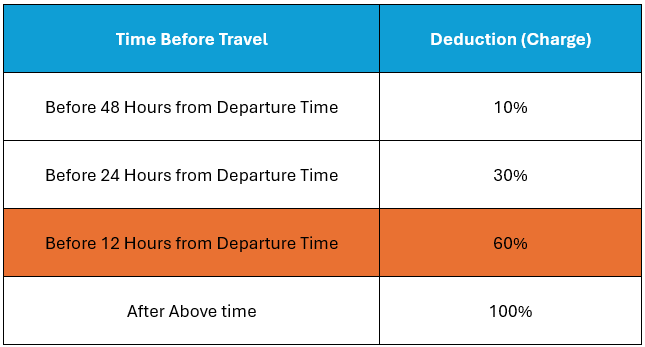 Time Before Travel Deduction (Charge)
Before 48 Hours from Departure Time 10%
Before 24 Hours from Departure Time 30%
Before 12 Hours from Departure Time 60%
After Above time 100%